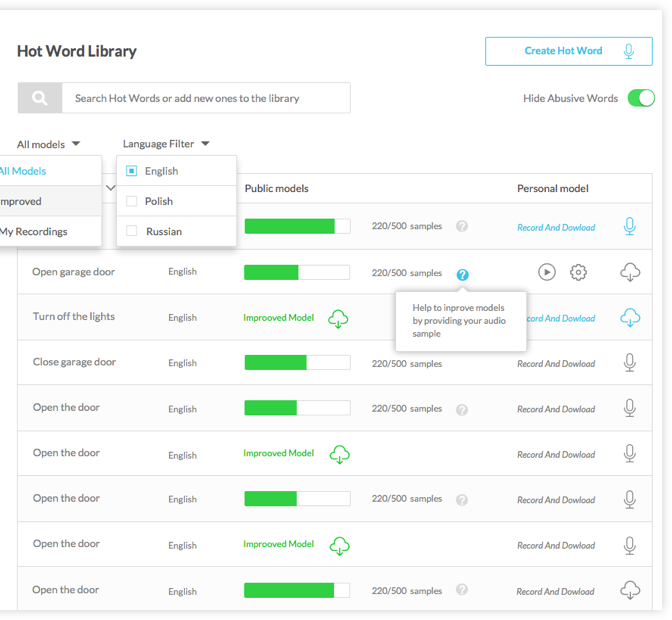 Hot Word Library
Create Hot Word
Search Hot Words or add new ones to the library
Hide Abusive Words
All models
Language Filter
All Models
English
mproved
Polish
My Recordings
Russian
Public models
Personal model
220/500 samples ?
Record And Dowload
Open garage door English 220/500 samples ?
Turn off the lights English Improoved Model cord And Dowload
Help to inprove models
by providing your audio
sample
Close garage door English 220/500 samples Record And Dowload
Open the door English 220/500 samples ? Record And Dowload
Open the door English Improoved Model Record And Dowload
Open the door English 220/500 samples ? Record And Dowload
Open the door English Improoved Model Record And Dowload
Open the door English 220/500 samples ? Record And Dowload